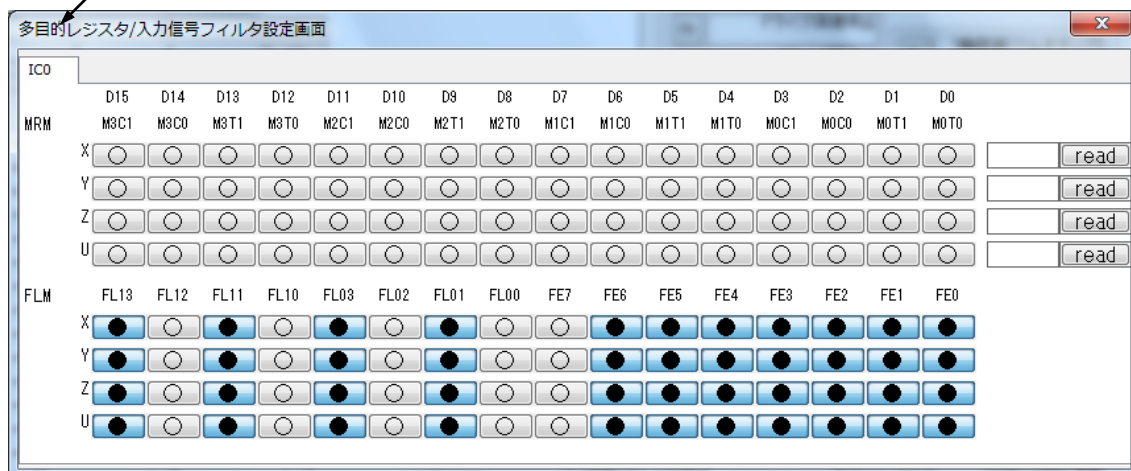 多目的レジスタ/入力信号フィルタ設定画面
IC0
D15 D14 D13 D12 D11 D10 D9 D8 D7 D6 D5 D4 D3 D2 D1 D0
MRM M3C1 M3C0 M3T1 M3T0 M2C1 M2C0 M2T1 M2T0 M1C1 M1C0 M1T1 M1T0 M0C1 M0C0 M0T1 M0T0
X read
Y read
Z read
U read
FLM FL13 FL12 FL11 FL10 FL03 FL02 FL01 FL00 FE7 FE6 FE5 FE4 FE3 FE2 FE1 FE0
X
Y
Z
U